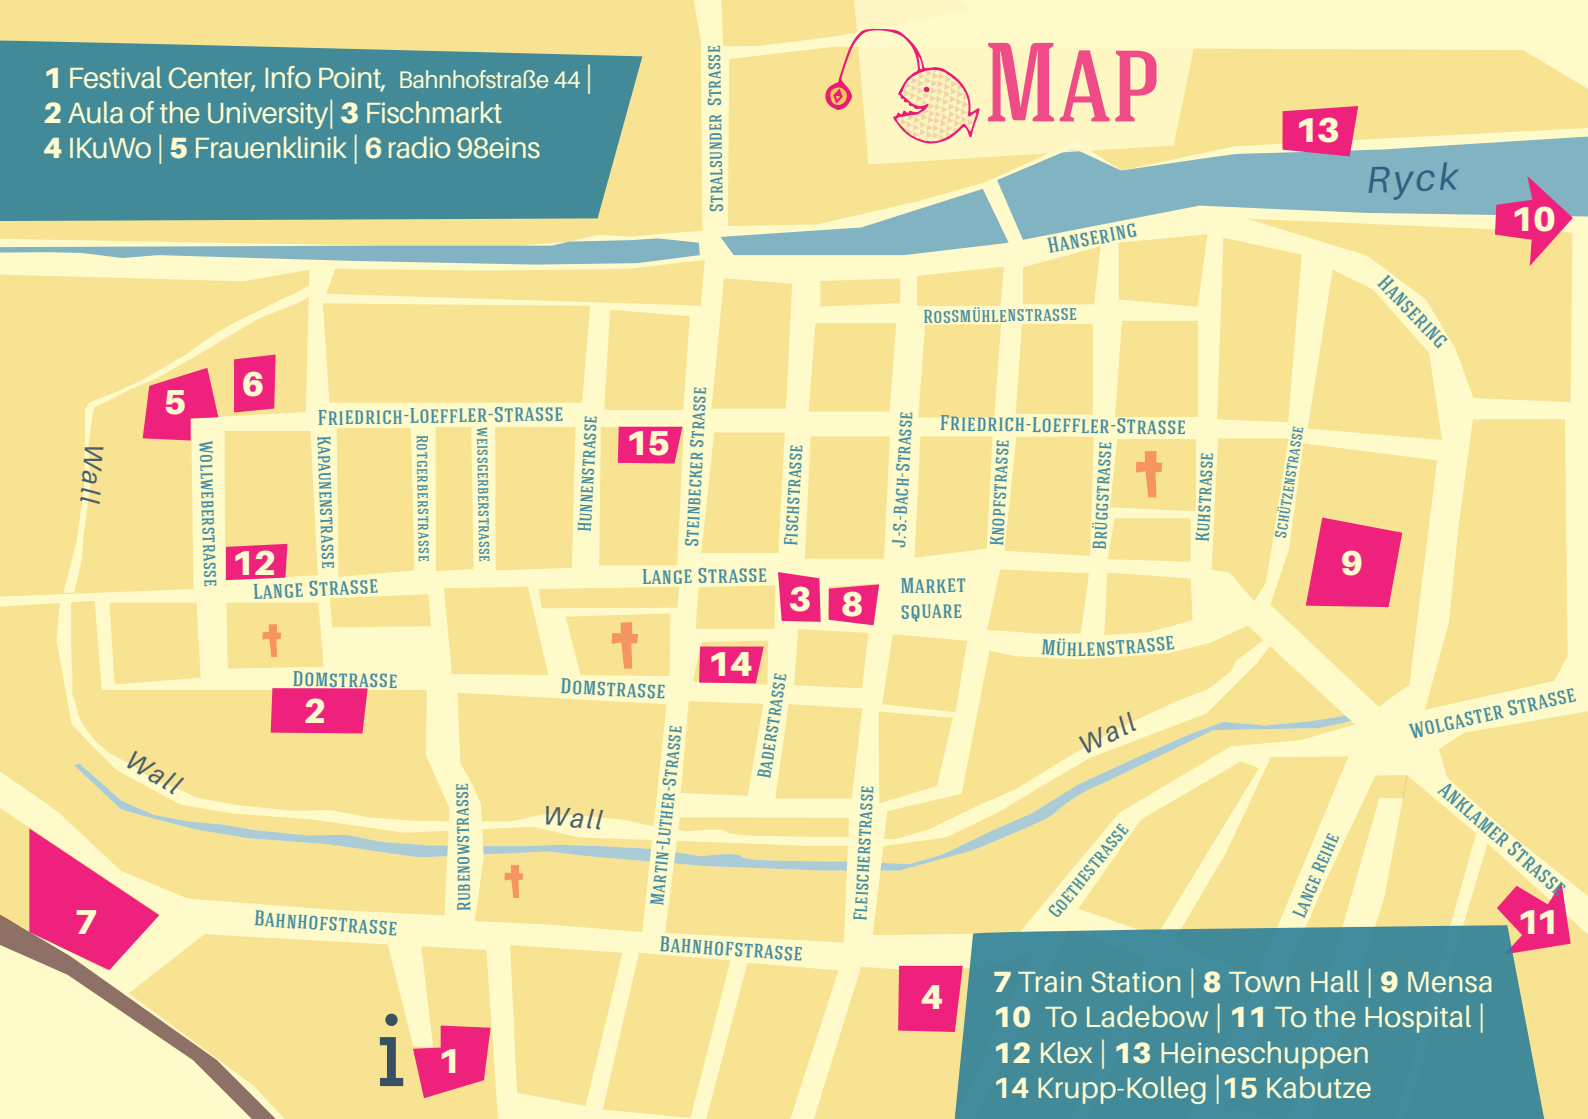 1 Festival Center, Info Point, Bahnhofstraße 44 |
2 Aula of the University| 3 Fischmarkt
4 IKuWo | 5 Frauenklinik | 6 radio 98eins
MAP
STRALSUNDER STRASSE
13
Ryck
10
HANSERING
HANSERING
ROSSMÜHLENSTRASSE
6
5
FRIEDRICH-LOEFFLER-STRASSE
FRIEDRICH-LOEFFLER-STRASSE
15
Wall
WOLLWEBERSTRASSE
KAPAUNENSTRASSE
ROTGERBERSTRASSE
WEISSGERBERSTRASSE
HUNNENSTRASSE
STEINBECKER STRASSE
FISCHSTRASSE
J.S.-BACH-STRASSE
KNOPFSTRASSE
BRÜGGSTRASSE
KUHSTRASSE
SCHÜTZENSTRASSE
9
12
LANGE STRASSE
LANGE STRASSE
3
8
MARKET
SQUARE
MÜHLENSTRASSE
14
DOMSTRASSE
DOMSTRASSE
2
BADERSTRASSE
WOLGASTER STRASSE
Wall
Wall
Wall
RUBENOWSTRASSE
MARTIN-LUTHER-STRASSE
FLEISCHERSTRASSE
GOETHESTRASSE
LANGE REIHE
ANKLAMER STRASSE
7
11
BAHNHOFSTRASSE
BAHNHOFSTRASSE
4
i
1
7 Train Station | 8 Town Hall | 9 Mensa
10 To Ladebow | 11 To the Hospital |
12 Klex | 13 Heineschuppen
14 Krupp-Kolleg |15 Kabutze